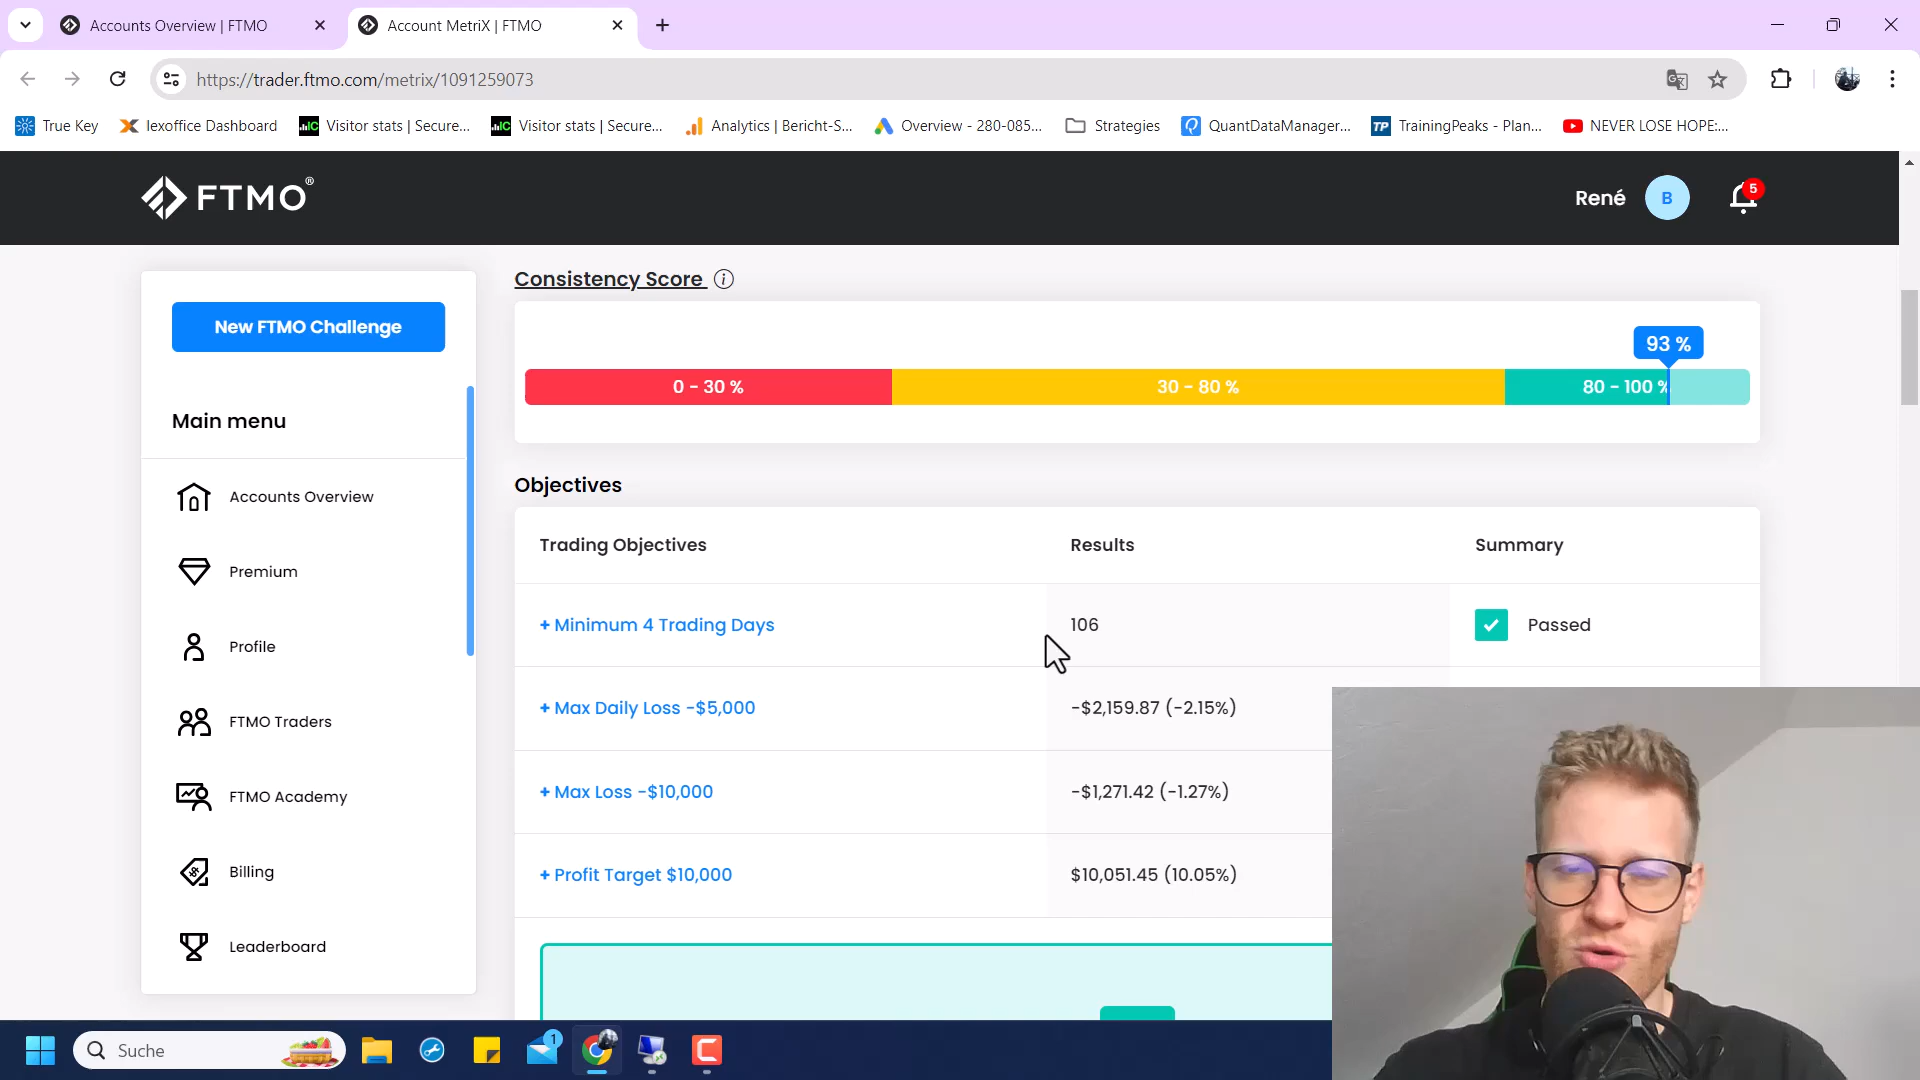 Accounts Overview | FTMO
Account MetriX | FTMO
https://trader.ftmo.com/metrix/1091259073
True Key
lexoffice Dashboard
Visitor stats | Secure...
Visitor stats | Secure...
Analytics | Bericht-S...
Overview - 280-085...
Strategies
QuantDataManager...
TP
TrainingPeaks - Plan...
NEVER LOSE HOPE:...
FTMO®
René
B
5
New FTMO Challenge
Main menu
Accounts Overview
Premium
Profile
FTMO Traders
FTMO Academy
Billing
Leaderboard
Consistency Score
93 %
0 - 30 %
30 - 80 %
80 - 100 %
Objectives
Trading Objectives
Results
Summary
+ Minimum 4 Trading Days
106
Passed
+ Max Daily Loss -$5,000
-$2,159.87 (-2.15%)
+ Max Loss -$10,000
-$1,271.42 (-1.27%)
+ Profit Target $10,000
$10,051.45 (10.05%)
Suche
1